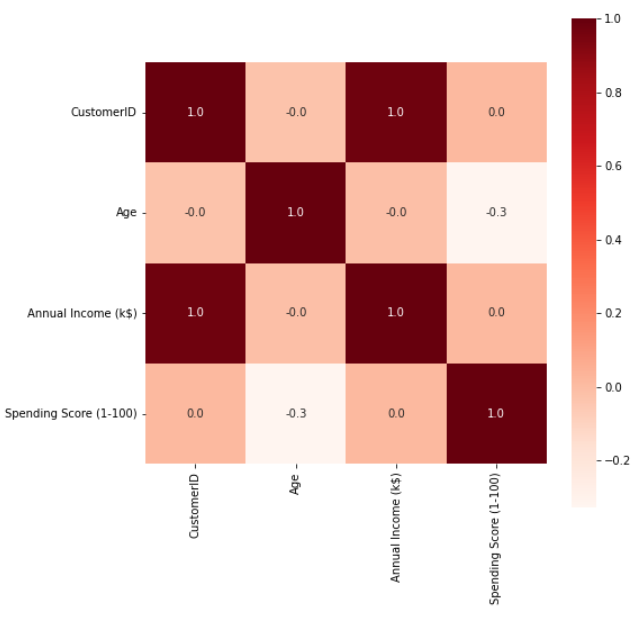 1.0
CustomerID 1.0 -0.0 1.0 0.0
0.8
0.6
Age -0.0 1.0 -0.0 -0.3
0.4
Annual Income (k$) 1.0 -0.0 1.0 0.0
0.2
0.0
Spending Score (1-100) 0.0 -0.3 0.0 1.0
-0.2
CustomerID
Age
Annual Income (k$)
Spending Score (1-100)